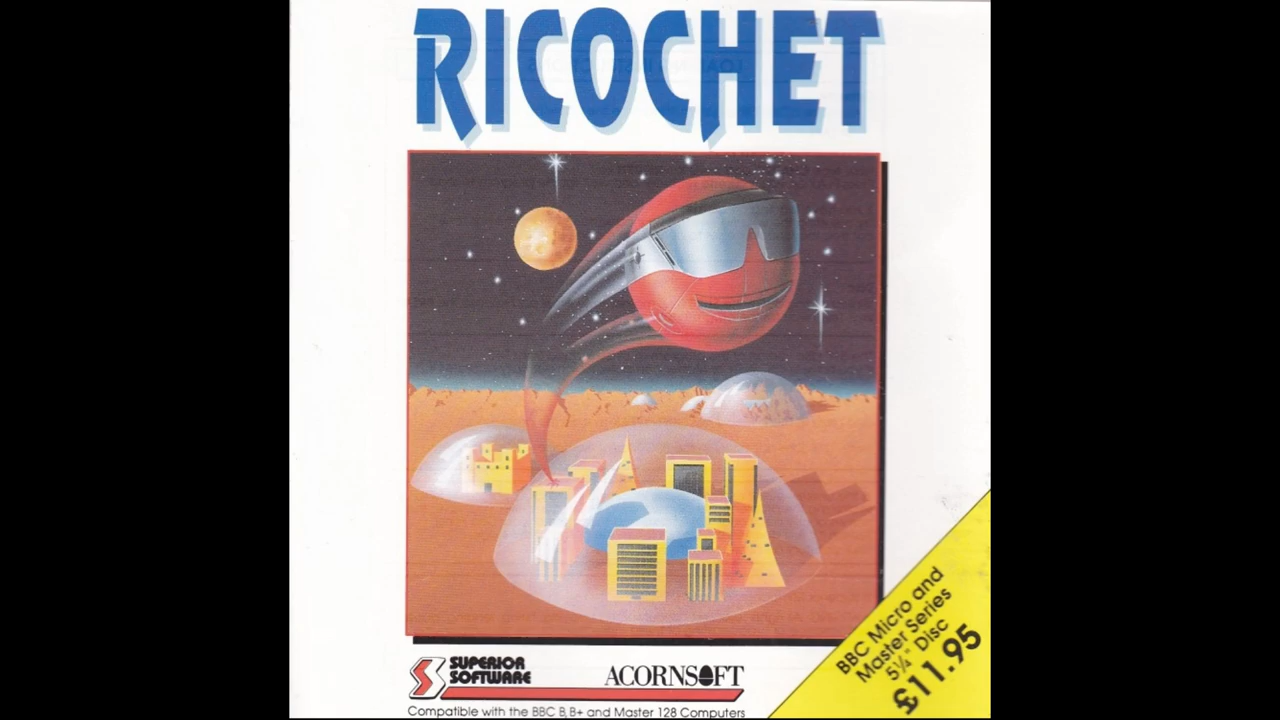 RICOCHET
BBC Micro and
Master Series
5¼" Disc
£11.95
SUPERIOR
SOFTWARE
ACORNSOFT
Compatible with the BBC B, B+ and Master 128 Computers